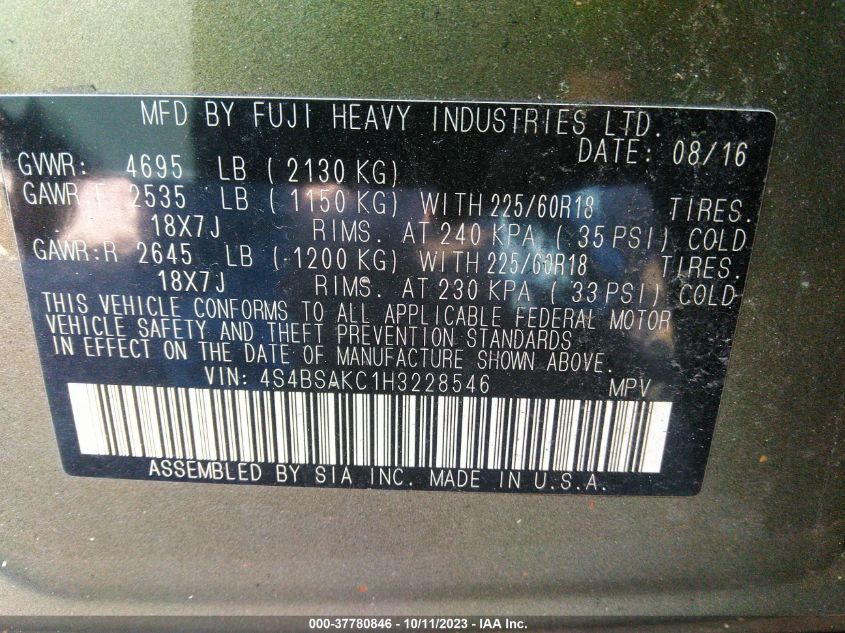 MFD BY FUJI HEAVY INDUSTRIES LTD.
DATE: 08/16
GVWR: 4695 LB ( 2130 KG)
GAWR:F 2535 LB ( 1150 KG) WITH 225/60R18 TIRES.
18X7J RIMS. AT 240 KPA ( 35 PSI) COLD
GAWR:R 2645 LB ( 1200 KG) WITH 225/60R18 TIRES.
18X7J RIMS. AT 230 KPA ( 33 PSI) COLD
THIS VEHICLE CONFORMS TO ALL APPLICABLE FEDERAL MOTOR
VEHICLE SAFETY AND THEFT PREVENTION STANDARDS
IN EFFECT ON THE DATE OF MANUFACTURE SHOWN ABOVE.
VIN: 4S4BSAKC1H3228546 MPV
ASSEMBLED BY SIA INC. MADE IN U.S.A.
000-37780846 - 10/11/2023 - IAA Inc.